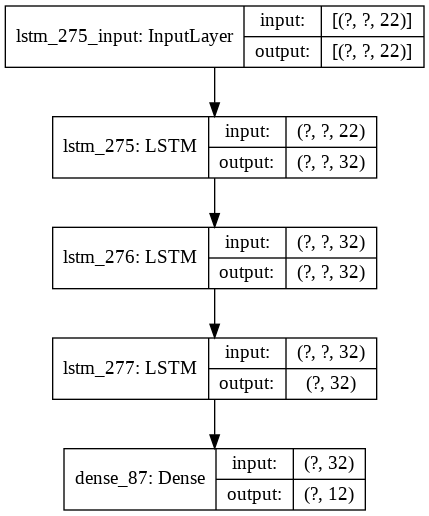 lstm_275_input: InputLayer
input: [(?, ?, 22)]
output: [(?, ?, 22)]
lstm_275: LSTM
input: (?, ?, 22)
output: (?, ?, 32)
lstm_276: LSTM
input: (?, ?, 32)
output: (?, ?, 32)
lstm_277: LSTM
input: (?, ?, 32)
output: (?, 32)
dense_87: Dense
input: (?, 32)
output: (?, 12)